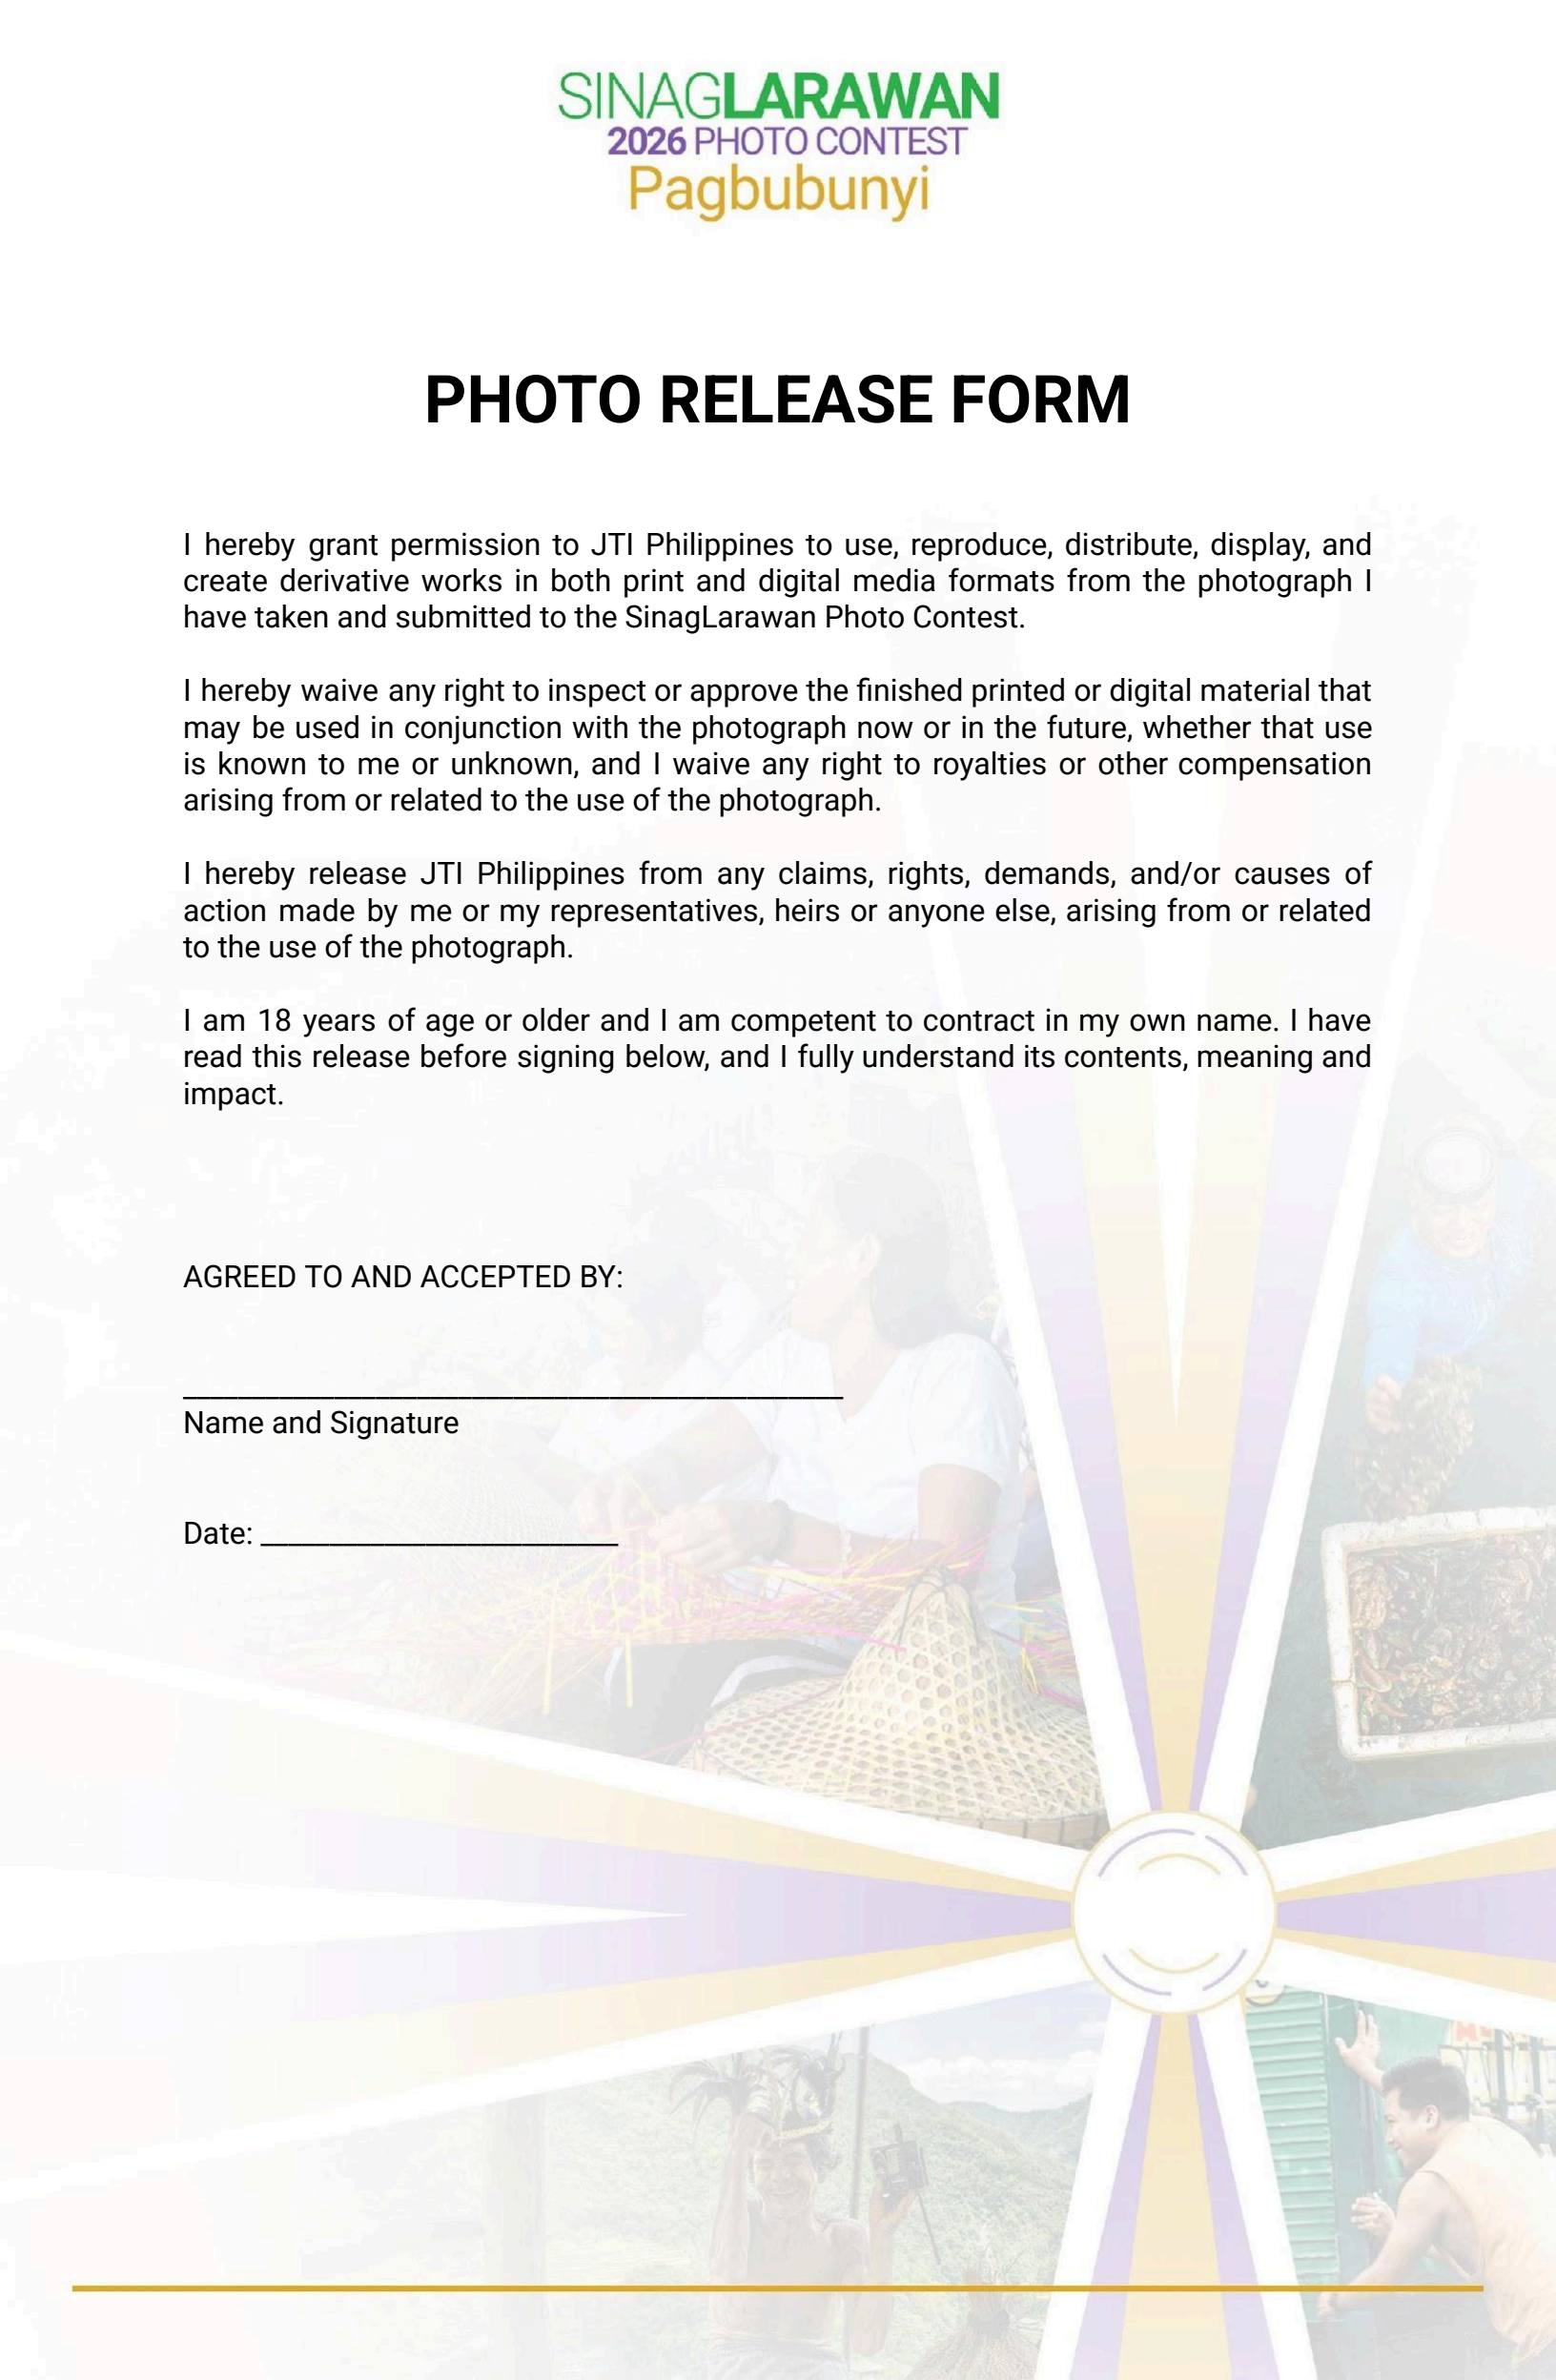 SINAGLARAWAN
2026 PHOTO CONTEST
Pagbubunyi
PHOTO RELEASE FORM
I hereby grant permission to JTI Philippines to use, reproduce, distribute, display, and
create derivative works in both print and digital media formats from the photograph I
have taken and submitted to the SinagLarawan Photo Contest.
I hereby waive any right to inspect or approve the finished printed or digital material that
may be used in conjunction with the photograph now or in the future, whether that use
is known to me or unknown, and I waive any right to royalties or other compensation
arising from or related to the use of the photograph.
I hereby release JTI Philippines from any claims, rights, demands, and/or causes of
action made by me or my representatives, heirs or anyone else, arising from or related
to the use of the photograph.
I am 18 years of age or older and I am competent to contract in my own name. I have
read this release before signing below, and I fully understand its contents, meaning and
impact.
AGREED TO AND ACCEPTED BY:
________________________________________________
Name and Signature
Date: __________________________